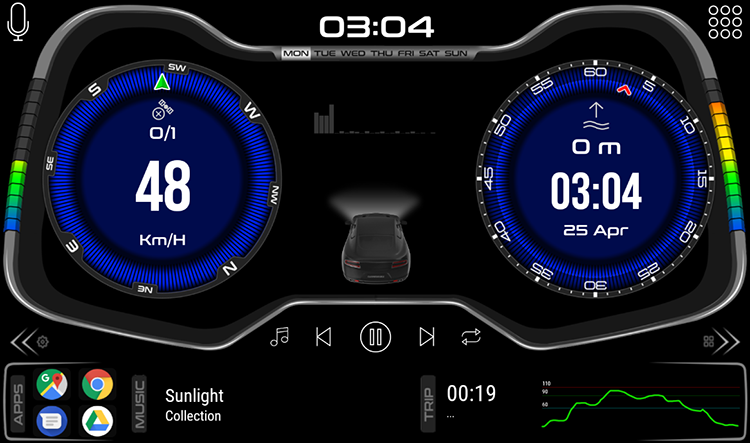 03:04
MON TUE WED THU FRI SAT SUN
S SW W NW N NE E SE
0/1
48
Km/H
60 5 10 15 20 25 30 35 40 45 50 55
0 m
03:04
25 Apr
APPS
MUSIC
Sunlight
Collection
TRIP
00:19
...
110
90
60